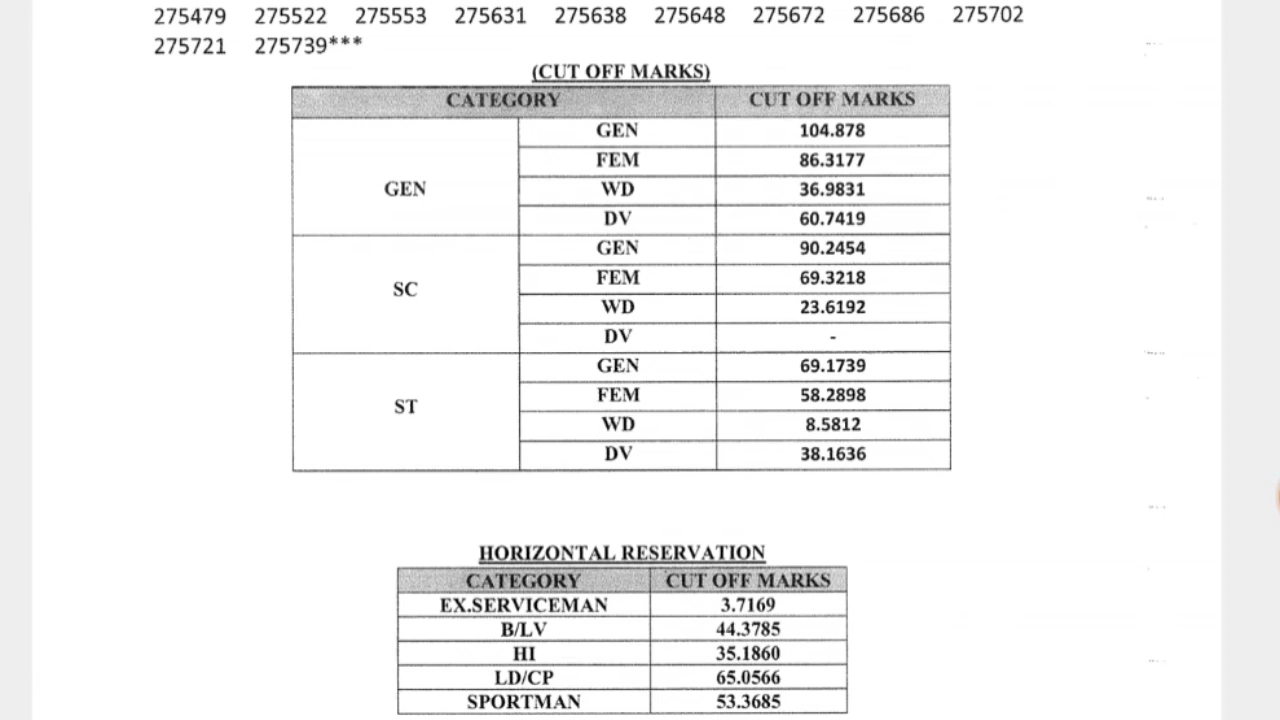 275479 275522 275553 275631 275638 275648 275672 275686 275702
275721 275739***
(CUT OFF MARKS)
CATEGORY CUT OFF MARKS
GEN 104.878
FEM 86.3177
GEN WD 36.9831
DV 60.7419
GEN 90.2454
FEM 69.3218
SC WD 23.6192
DV -
GEN 69.1739
FEM 58.2898
ST WD 8.5812
DV 38.1636
HORIZONTAL RESERVATION
CATEGORY CUT OFF MARKS
EX.SERVICEMAN 3.7169
B/LV 44.3785
HI 35.1860
LD/CP 65.0566
SPORTMAN 53.3685